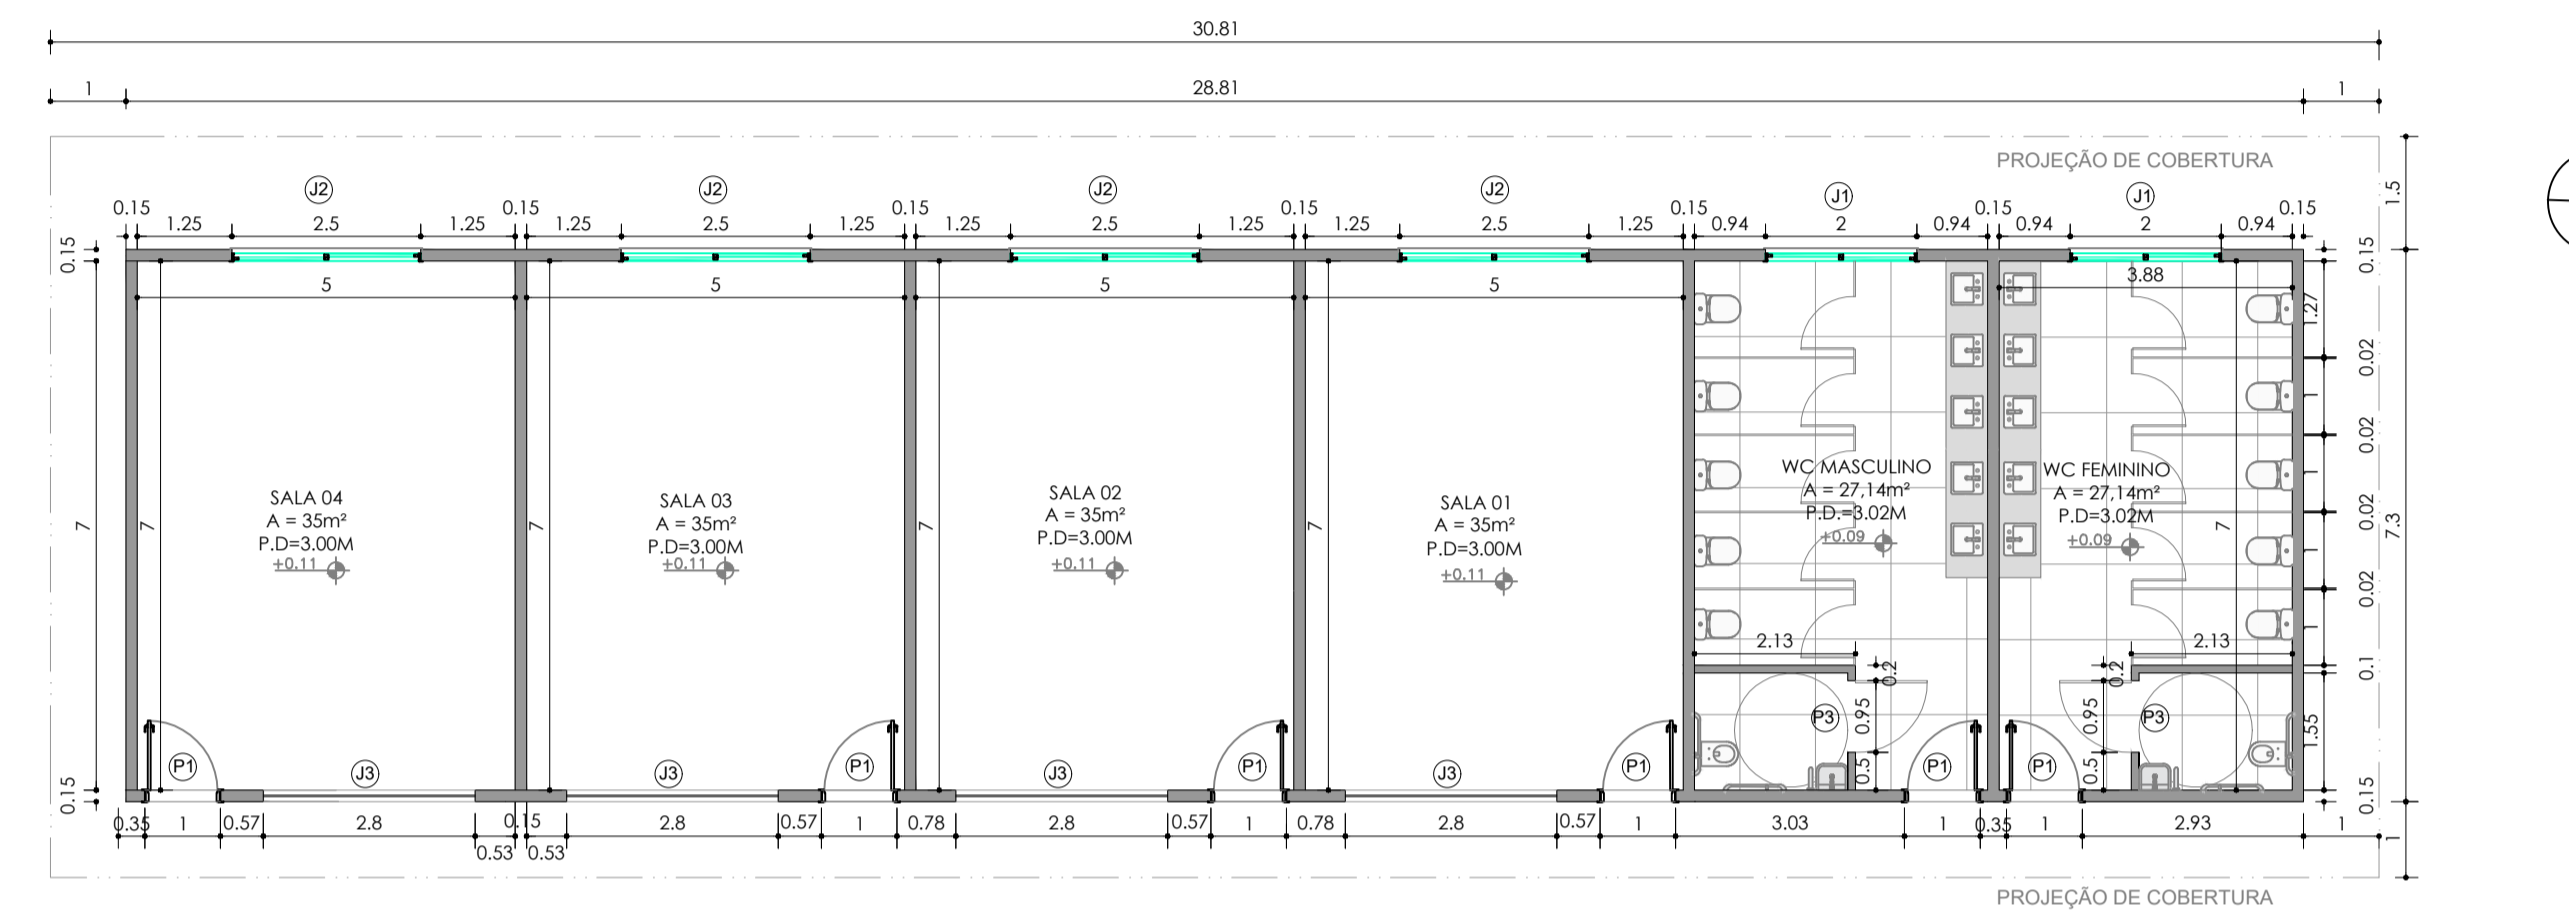 30.81
1
28.81
1
PROJEÇÃO DE COBERTURA
J2
J2
J2
J2
J1
J1
0.15
0.15
0.15
0.15
0.15
0.15
0.15
1.25
2.5
1.25
1.25
2.5
1.25
1.25
2.5
1.25
1.25
2.5
1.25
0.94
2
0.94
0.94
2
0.94
1.5
0.15
0.15
5
5
5
5
3.88
1.27
0.02
1
0.02
1
0.02
1
0.02
1
0.02
1
0.1
1.55
0.15
7.3
7
7
7
7
7
7
SALA 04
A = 35m²
P.D=3.00M
+0.11
SALA 03
A = 35m²
P.D=3.00M
+0.11
SALA 02
A = 35m²
P.D=3.00M
+0.11
SALA 01
A = 35m²
P.D=3.00M
+0.11
WC MASCULINO
A = 27,14m²
P.D.=3.02M
+0.09
WC FEMININO
A = 27,14m²
P.D=3.02M
+0.09
2.13
2.13
0.2
0.2
0.95
0.95
0.5
0.5
P3
P3
P1
J3
J3
P1
J3
P1
J3
P1
P1
P1
0.15
0.35
1
0.57
2.8
0.15
2.8
0.57
1
0.78
2.8
0.57
1
0.78
2.8
0.57
1
3.03
1
0.35
1
2.93
1
1
0.53
0.53
PROJEÇÃO DE COBERTURA